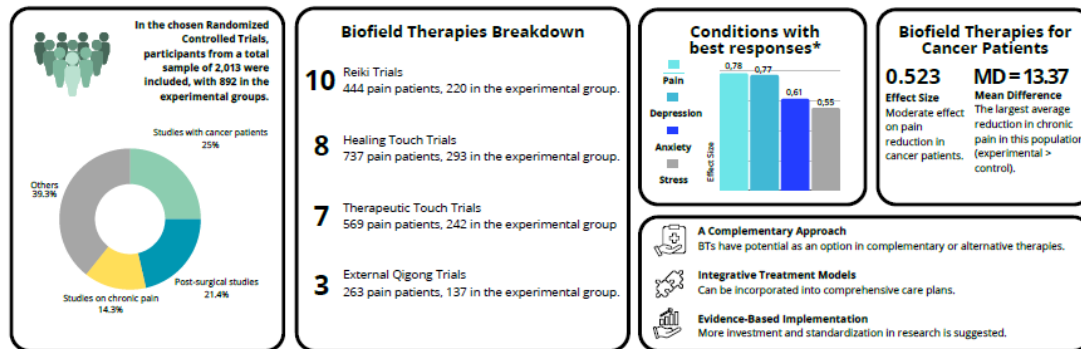 In the chosen Randomized
Controlled Trials,
participants from a total
sample of 2,013 were
included, with 892 in the
experimental groups.
Studies with cancer patients
25%
Others
39.3%
Post-surgical studies
21.4%
Studies on chronic pain
14.3%
Biofield Therapies Breakdown
10
Reiki Trials
444 pain patients, 220 in the experimental group.
8
Healing Touch Trials
737 pain patients, 293 in the experimental group.
7
Therapeutic Touch Trials
569 pain patients, 242 in the experimental group
3
External Qigong Trials
263 pain patients, 137 in the experimental group.
Conditions with
best responses*
Pain
Depression
Anxiety
Stress
Effect Size
0,78
0,77
0,61
0,55
Biofield Therapies for
Cancer Patients
0.523
Effect Size
Moderate effect
on pain
reduction in
cancer patients.
MD = 13.37
Mean Difference
The largest average
reduction in chronic
pain in this population
(experimental >
control).
A Complementary Approach
BTs have potential as an option in complementary or alternative therapies.
Integrative Treatment Models
Can be incorporated into comprehensive care plans.
Evidence-Based Implementation
More investment and standardization in research is suggested.